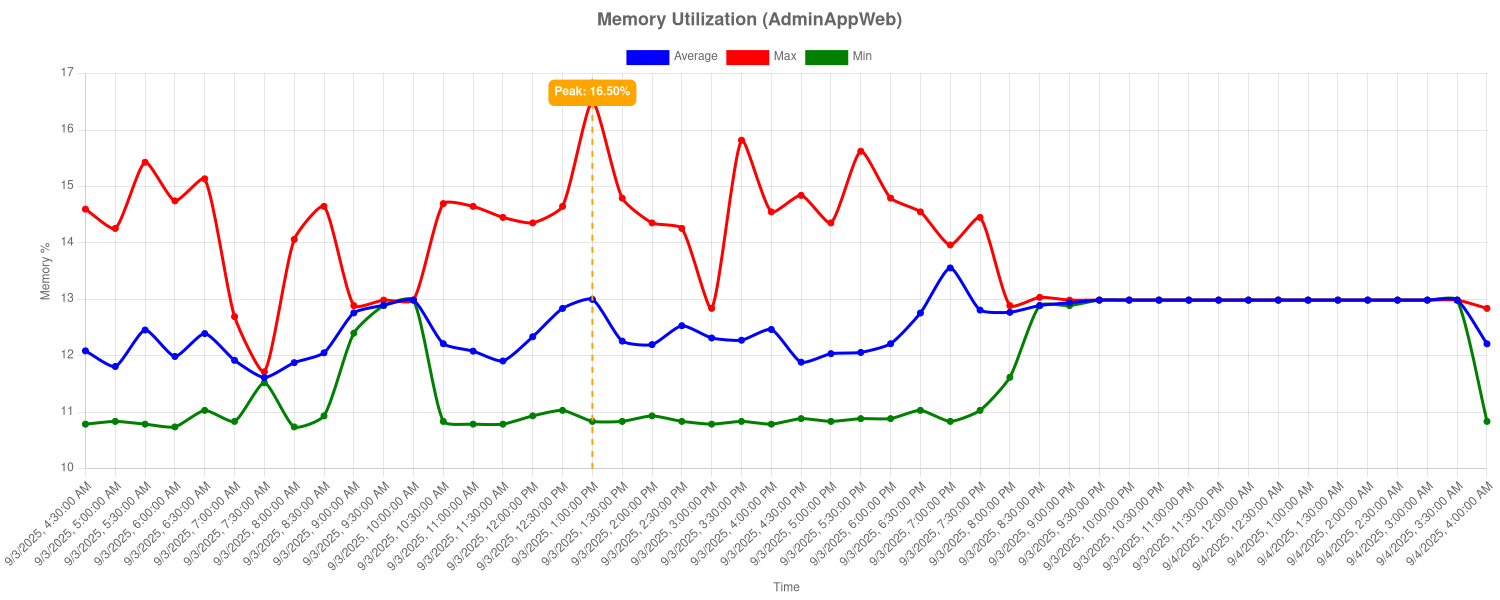 Memory Utilization (AdminAppWeb)
Average Max Min
17
Peak: 16.50%
16
15
14
13
12
11
10
Memory %
9/3/2025, 4:30:00 AM
9/3/2025, 5:00:00 AM
9/3/2025, 5:30:00 AM
9/3/2025, 6:00:00 AM
9/3/2025, 6:30:00 AM
9/3/2025, 7:00:00 AM
9/3/2025, 7:30:00 AM
9/3/2025, 8:00:00 AM
9/3/2025, 8:30:00 AM
9/3/2025, 9:00:00 AM
9/3/2025, 9:30:00 AM
9/3/2025, 10:00:00 AM
9/3/2025, 10:30:00 AM
9/3/2025, 11:00:00 AM
9/3/2025, 11:30:00 AM
9/3/2025, 12:00:00 PM
9/3/2025, 12:30:00 PM
9/3/2025, 1:00:00 PM
9/3/2025, 1:30:00 PM
9/3/2025, 2:00:00 PM
9/3/2025, 2:30:00 PM
9/3/2025, 3:00:00 PM
9/3/2025, 3:30:00 PM
9/3/2025, 4:00:00 PM
9/3/2025, 4:30:00 PM
9/3/2025, 5:00:00 PM
9/3/2025, 5:30:00 PM
9/3/2025, 6:00:00 PM
9/3/2025, 6:30:00 PM
9/3/2025, 7:00:00 PM
9/3/2025, 7:30:00 PM
9/3/2025, 8:00:00 PM
9/3/2025, 8:30:00 PM
9/3/2025, 9:00:00 PM
9/3/2025, 9:30:00 PM
9/3/2025, 10:00:00 PM
9/3/2025, 10:30:00 PM
9/3/2025, 11:00:00 PM
9/3/2025, 11:30:00 PM
9/4/2025, 12:00:00 AM
9/4/2025, 12:30:00 AM
9/4/2025, 1:00:00 AM
9/4/2025, 1:30:00 AM
9/4/2025, 2:00:00 AM
9/4/2025, 2:30:00 AM
9/4/2025, 3:00:00 AM
9/4/2025, 3:30:00 AM
9/4/2025, 4:00:00 AM
Time